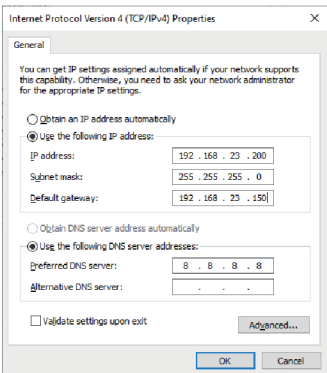 Internet Protocol Version 4 (TCP/IPv4) Properties
General
You can get IP settings assigned automatically if your network supports
this capability. Otherwise, you need to ask your network administrator
for the appropriate IP settings.
Obtain an IP address automatically
Use the following IP address:
IP address: 192 . 168 . 23 . 200
Subnet mask: 255 . 255 . 255 . 0
Default gateway: 192 . 168 . 23 . 150
Obtain DNS server address automatically
Use the following DNS server addresses:
Preferred DNS server: 8 . 8 . 8 . 8
Alternative DNS server: . . .
Validate settings upon exit
Advanced...
OK Cancel